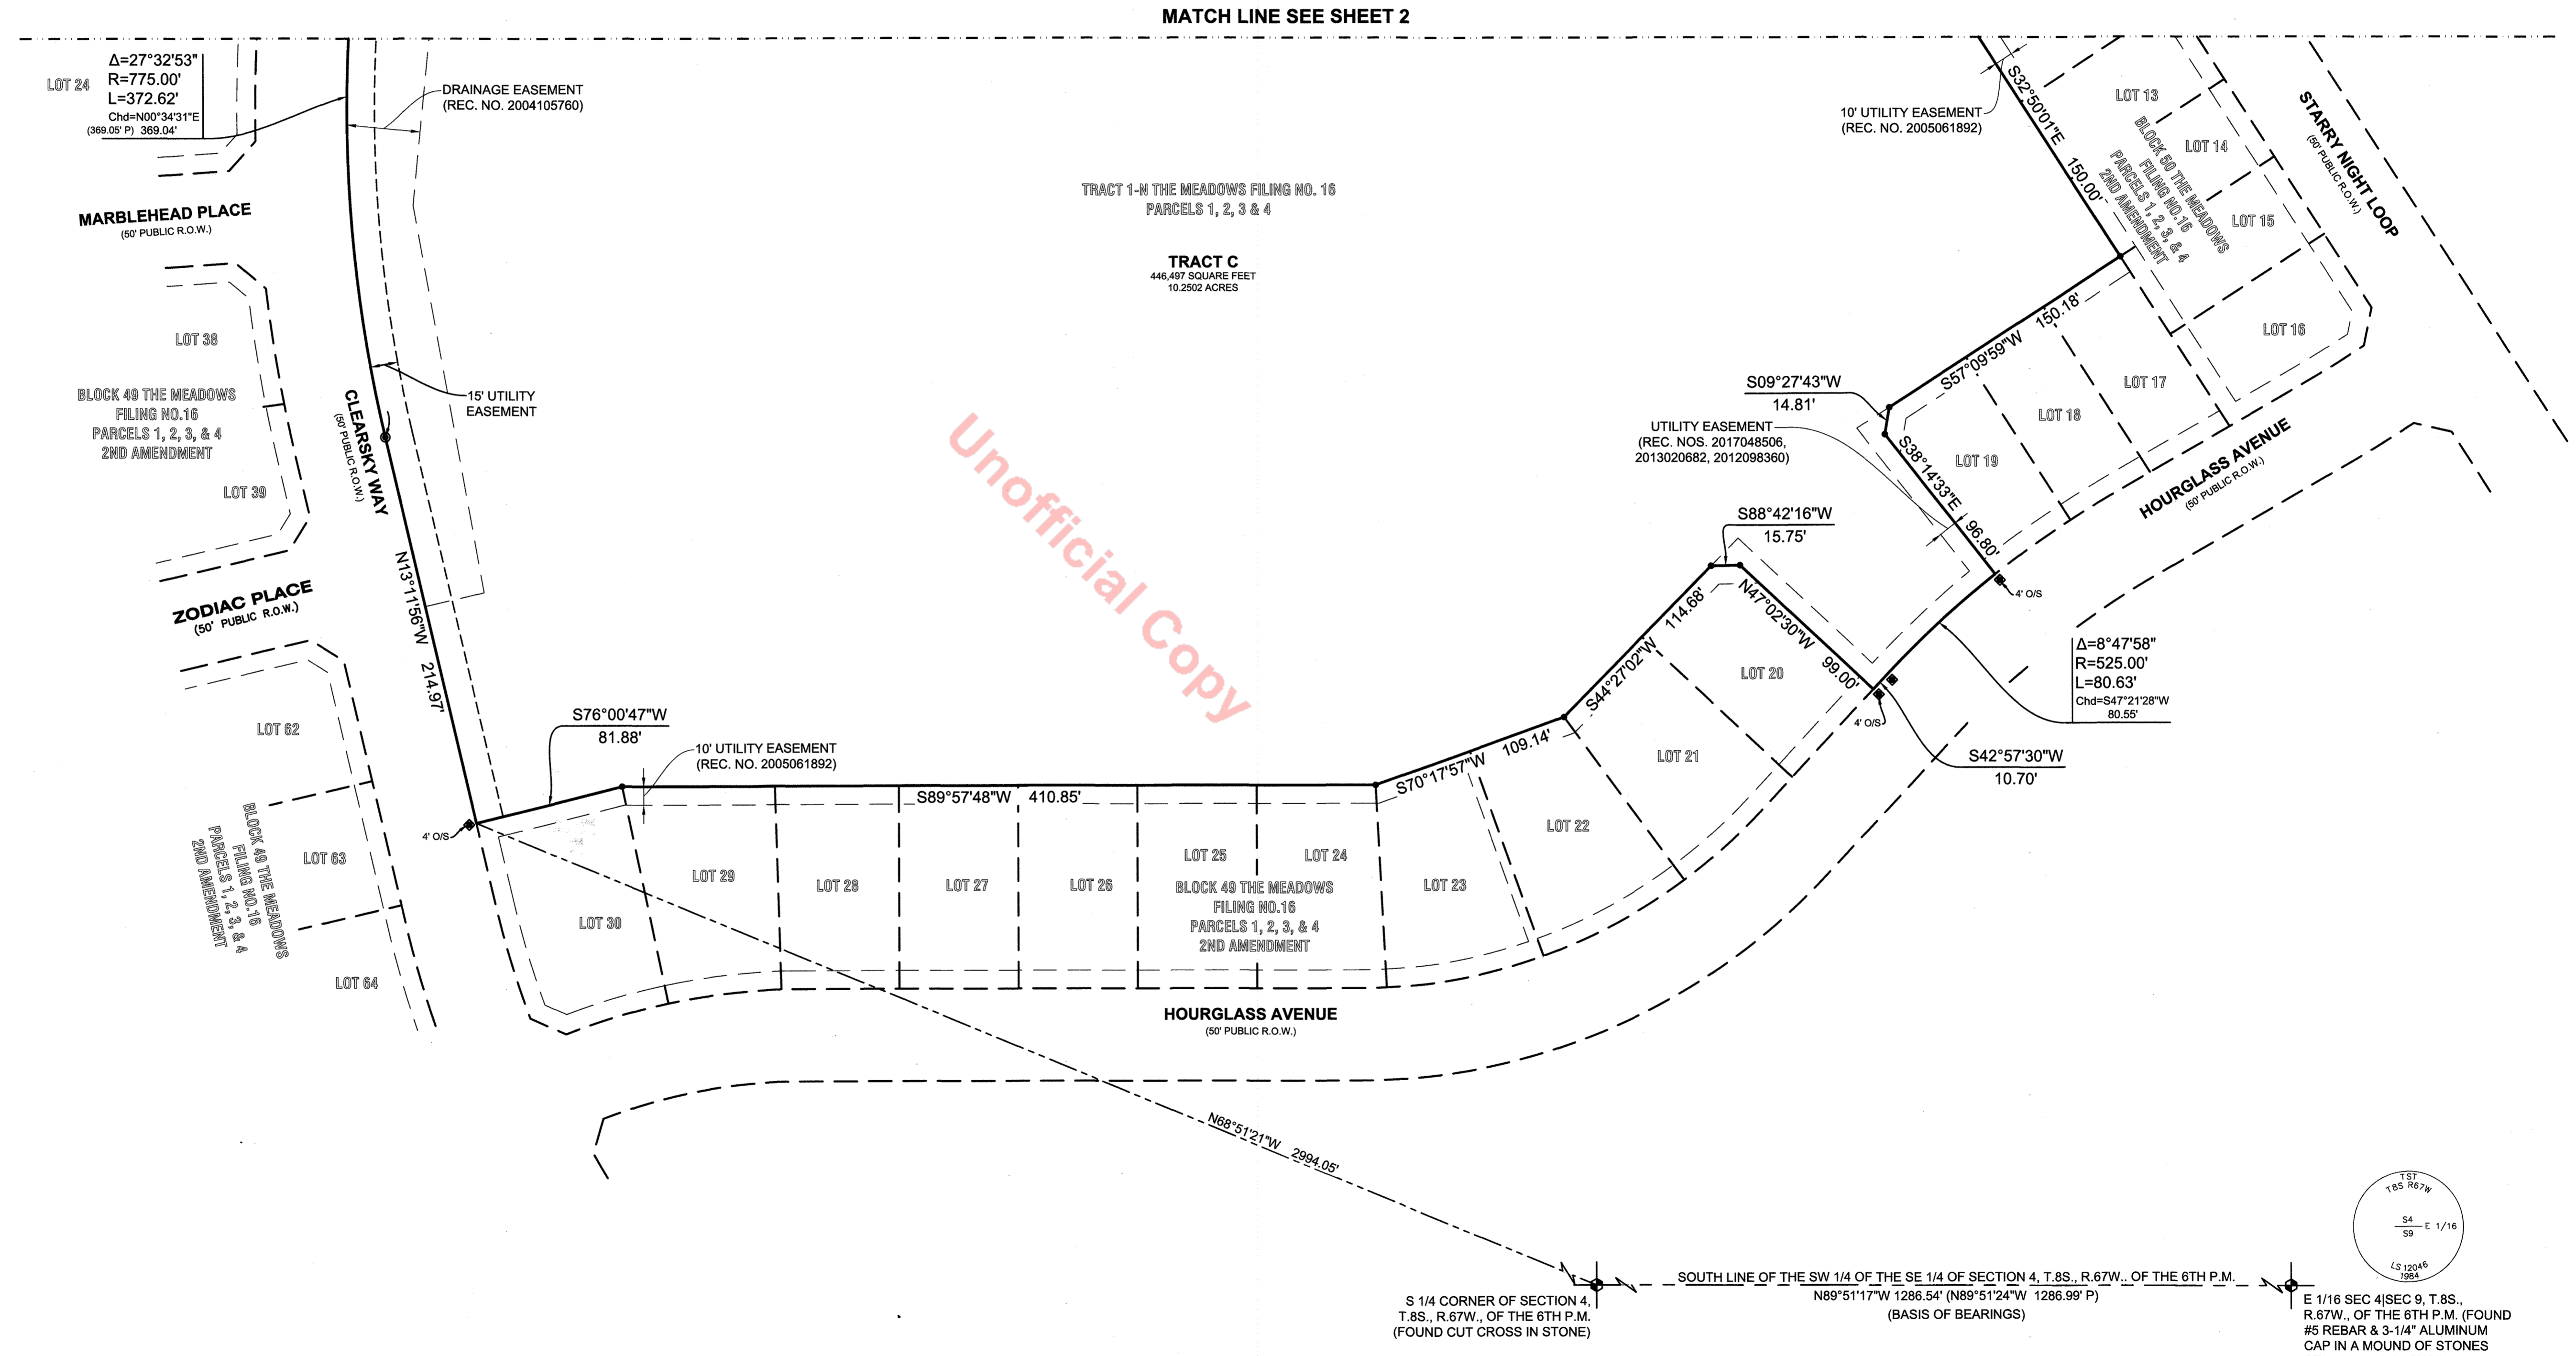 MATCH LINE SEE SHEET 2
LOT 24
Δ=27°32'53"
R=775.00'
L=372.62'
Chd=N00°34'31"E
(369.05' P) 369.04'
DRAINAGE EASEMENT
(REC. NO. 2004105760)
MARBLEHEAD PLACE
(50' PUBLIC R.O.W.)
LOT 38
BLOCK 49 THE MEADOWS
FILING NO.16
PARCELS 1, 2, 3, & 4
2ND AMENDMENT
LOT 39
CLEARSKY WAY
(50' PUBLIC R.O.W.)
15' UTILITY
EASEMENT
ZODIAC PLACE
(50' PUBLIC R.O.W.)
N13°11'56"W 214.97'
LOT 62
LOT 63
BLOCK 49 THE MEADOWS
FILING NO.16
PARCELS 1, 2, 3, & 4
2ND AMENDMENT
LOT 64
TRACT 1-N THE MEADOWS FILING NO. 16
PARCELS 1, 2, 3 & 4
TRACT C
446,497 SQUARE FEET
10.2502 ACRES
Unofficial Copy
10' UTILITY EASEMENT
(REC. NO. 2005061892)
S32°50'01"E 150.00'
LOT 13
LOT 14
LOT 15
LOT 16
BLOCK 50 THE MEADOWS
FILING NO.16
PARCELS 1, 2, 3, & 4
2ND AMENDMENT
STARRY NIGHT LOOP
(50' PUBLIC R.O.W.)
S57°09'59"W 150.18'
LOT 17
LOT 18
LOT 19
S09°27'43"W
14.81'
UTILITY EASEMENT
(REC. NOS. 2017048506,
2013020682, 2012098360)
S38°14'33"E 96.80'
HOURGLASS AVENUE
(50' PUBLIC R.O.W.)
S88°42'16"W
15.75'
4' O/S
N47°02'30"W 99.00'
LOT 20
S44°27'02"W 114.68'
LOT 21
4' O/S
Δ=8°47'58"
R=525.00'
L=80.63'
Chd=S47°21'28"W
80.55'
S42°57'30"W
10.70'
S76°00'47"W
81.88'
10' UTILITY EASEMENT
(REC. NO. 2005061892)
4' O/S
S89°57'48"W 410.85'
S70°17'57"W 109.14'
LOT 22
LOT 23
LOT 24
LOT 25
LOT 26
LOT 27
LOT 28
LOT 29
LOT 30
BLOCK 49 THE MEADOWS
FILING NO.16
PARCELS 1, 2, 3, & 4
2ND AMENDMENT
HOURGLASS AVENUE
(50' PUBLIC R.O.W.)
N68°51'21"W 2994.05'
TST
T8S R67W
S4
E 1/16
S9
LS 12046
1984
SOUTH LINE OF THE SW 1/4 OF THE SE 1/4 OF SECTION 4, T.8S., R.67W.. OF THE 6TH P.M.
N89°51'17"W 1286.54' (N89°51'24"W 1286.99' P)
(BASIS OF BEARINGS)
S 1/4 CORNER OF SECTION 4,
T.8S., R.67W., OF THE 6TH P.M.
(FOUND CUT CROSS IN STONE)
E 1/16 SEC 4|SEC 9, T.8S.,
R.67W., OF THE 6TH P.M. (FOUND
#5 REBAR & 3-1/4" ALUMINUM
CAP IN A MOUND OF STONES